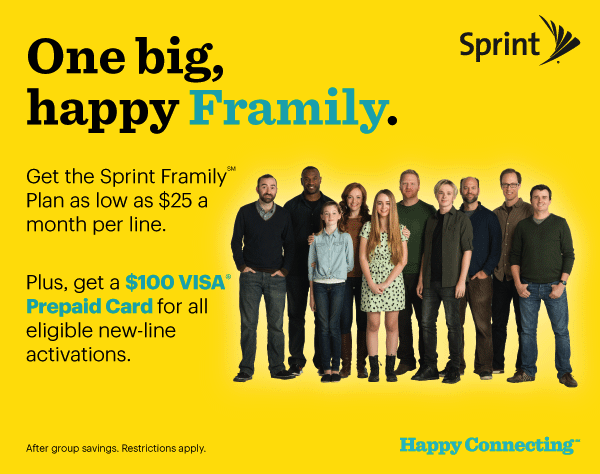 Sprint
One big,
happy Framily.
Get the Sprint Framily℠
Plan as low as $25 a
month per line.
Plus, get a $100 VISA®
Prepaid Card for all
eligible new-line
activations.
After group savings. Restrictions apply.
Happy Connecting℠